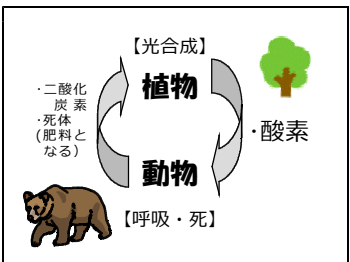 【光合成】
植物
・二酸化
炭素
・死体
(肥料と
なる)
・酸素
動物
【呼吸・死】